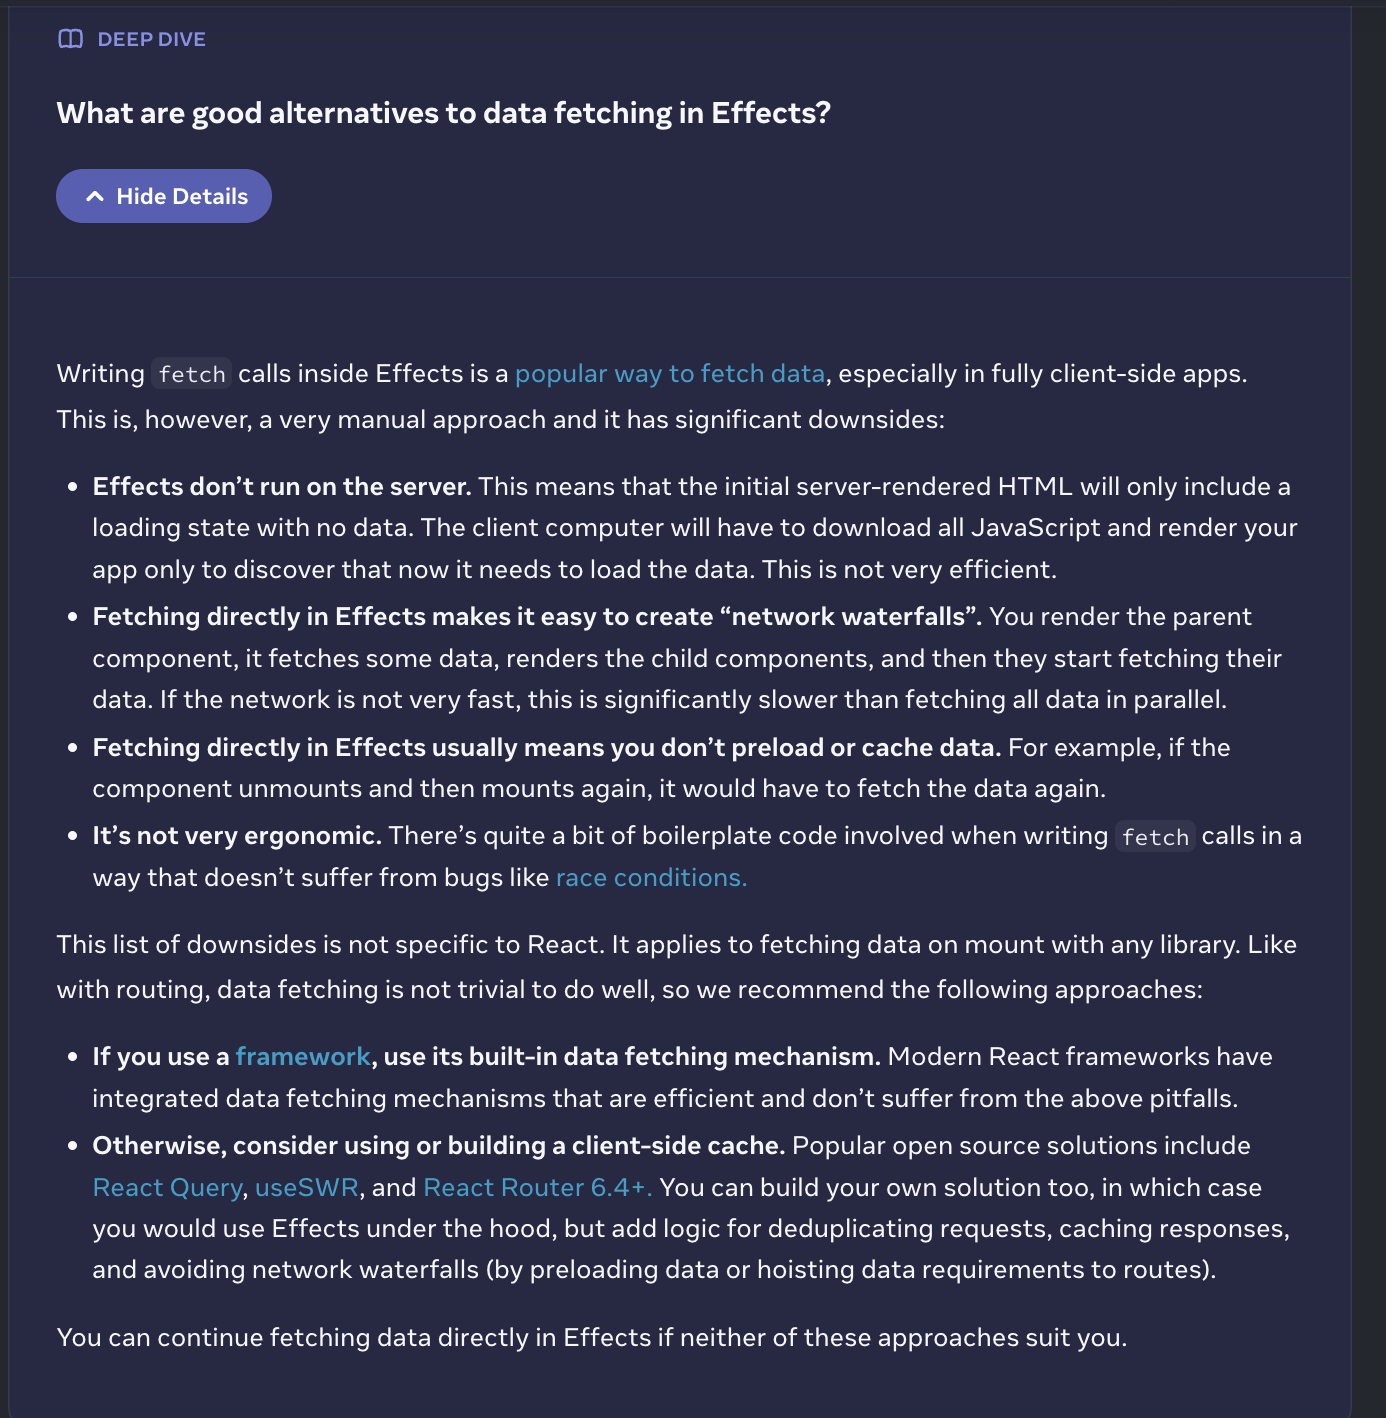 DEEP DIVE
What are good alternatives to data fetching in Effects?
Hide Details
Writing fetch calls inside Effects is a popular way to fetch data, especially in fully client-side apps.
This is, however, a very manual approach and it has significant downsides:
• Effects don’t run on the server. This means that the initial server-rendered HTML will only include a
loading state with no data. The client computer will have to download all JavaScript and render your
app only to discover that now it needs to load the data. This is not very efficient.
• Fetching directly in Effects makes it easy to create “network waterfalls”. You render the parent
component, it fetches some data, renders the child components, and then they start fetching their
data. If the network is not very fast, this is significantly slower than fetching all data in parallel.
• Fetching directly in Effects usually means you don’t preload or cache data. For example, if the
component unmounts and then mounts again, it would have to fetch the data again.
• It’s not very ergonomic. There’s quite a bit of boilerplate code involved when writing fetch calls in a
way that doesn’t suffer from bugs like race conditions.
This list of downsides is not specific to React. It applies to fetching data on mount with any library. Like
with routing, data fetching is not trivial to do well, so we recommend the following approaches:
• If you use a framework, use its built-in data fetching mechanism. Modern React frameworks have
integrated data fetching mechanisms that are efficient and don’t suffer from the above pitfalls.
• Otherwise, consider using or building a client-side cache. Popular open source solutions include
React Query, useSWR, and React Router 6.4+. You can build your own solution too, in which case
you would use Effects under the hood, but add logic for deduplicating requests, caching responses,
and avoiding network waterfalls (by preloading data or hoisting data requirements to routes).
You can continue fetching data directly in Effects if neither of these approaches suit you.